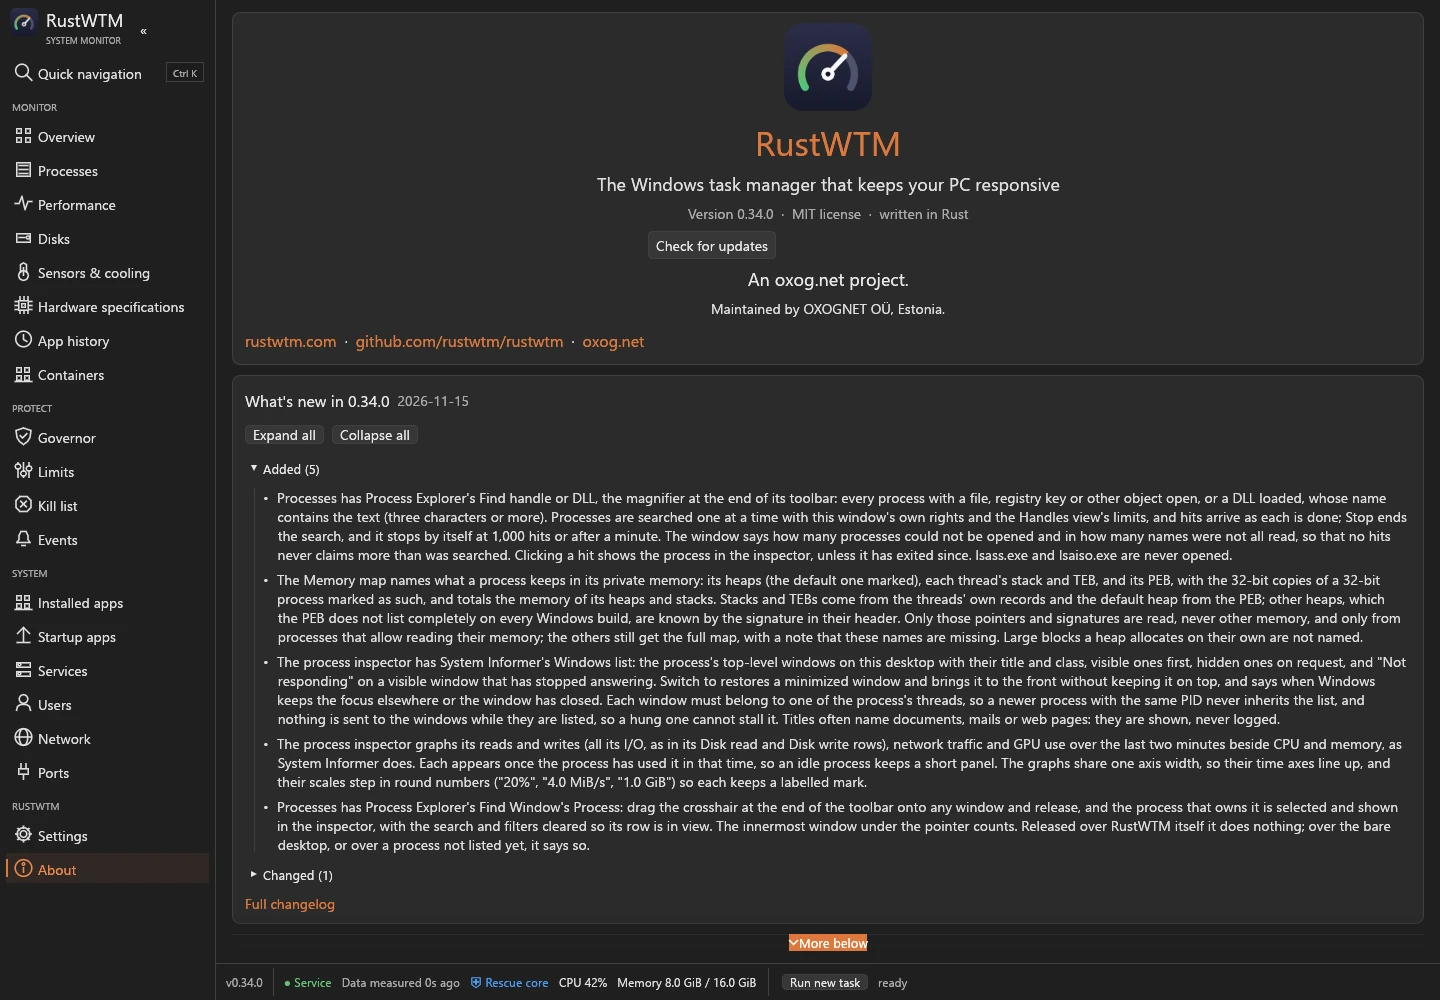 RustWTM
SYSTEM MONITOR
«
Quick navigation
Ctrl K
MONITOR
Overview
Processes
Performance
Disks
Sensors & cooling
Hardware specifications
App history
Containers
PROTECT
Governor
Limits
Kill list
Events
SYSTEM
Installed apps
Startup apps
Services
Users
Network
Ports
RUSTWTM
Settings
About
RustWTM
The Windows task manager that keeps your PC responsive
Version 0.34.0 · MIT license · written in Rust
Check for updates
An oxog.net project.
Maintained by OXOGNET OÜ, Estonia.
rustwtm.com · github.com/rustwtm/rustwtm · oxog.net
What's new in 0.34.0 2026-11-15
Expand all Collapse all
Added (5)
• Processes has Process Explorer's Find handle or DLL, the magnifier at the end of its toolbar: every process with a file, registry key or other object open, or a DLL loaded, whose name
contains the text (three characters or more). Processes are searched one at a time with this window's own rights and the Handles view's limits, and hits arrive as each is done; Stop ends
the search, and it stops by itself at 1,000 hits or after a minute. The window says how many processes could not be opened and in how many names were not all read, so that no hits
never claims more than was searched. Clicking a hit shows the process in the inspector, unless it has exited since. lsass.exe and lsaiso.exe are never opened.
• The Memory map names what a process keeps in its private memory: its heaps (the default one marked), each thread's stack and TEB, and its PEB, with the 32-bit copies of a 32-bit
process marked as such, and totals the memory of its heaps and stacks. Stacks and TEBs come from the threads' own records and the default heap from the PEB; other heaps, which
the PEB does not list completely on every Windows build, are known by the signature in their header. Only those pointers and signatures are read, never other memory, and only from
processes that allow reading their memory; the others still get the full map, with a note that these names are missing. Large blocks a heap allocates on their own are not named.
• The process inspector has System Informer's Windows list: the process's top-level windows on this desktop with their title and class, visible ones first, hidden ones on request, and "Not
responding" on a visible window that has stopped answering. Switch to restores a minimized window and brings it to the front without keeping it on top, and says when Windows
keeps the focus elsewhere or the window has closed. Each window must belong to one of the process's threads, so a newer process with the same PID never inherits the list, and
nothing is sent to the windows while they are listed, so a hung one cannot stall it. Titles often name documents, mails or web pages: they are shown, never logged.
• The process inspector graphs its reads and writes (all its I/O, as in its Disk read and Disk write rows), network traffic and GPU use over the last two minutes beside CPU and memory, as
System Informer does. Each appears once the process has used it in that time, so an idle process keeps a short panel. The graphs share one axis width, so their time axes line up, and
their scales step in round numbers ("20%", "4.0 MiB/s", "1.0 GiB") so each keeps a labelled mark.
• Processes has Process Explorer's Find Window's Process: drag the crosshair at the end of the toolbar onto any window and release, and the process that owns it is selected and shown
in the inspector, with the search and filters cleared so its row is in view. The innermost window under the pointer counts. Released over RustWTM itself it does nothing; over the bare
desktop, or over a process not listed yet, it says so.
Changed (1)
Full changelog
More below
v0.34.0 Service Data measured 0s ago Rescue core CPU 42% Memory 8.0 GiB / 16.0 GiB Run new task ready